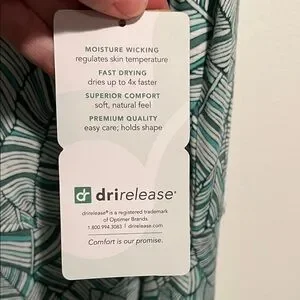 MOISTURE WICKING
regulates skin temperature
FAST DRYING
dries up to 4x faster
SUPERIOR COMFORT
soft, natural feel
PREMIUM QUALITY
easy care; holds shape
dr drirelease®
drirelease® is a registered trademark
of Optimer Brands.
1.800.994.3083 | drirelease.com
Comfort is our promise.